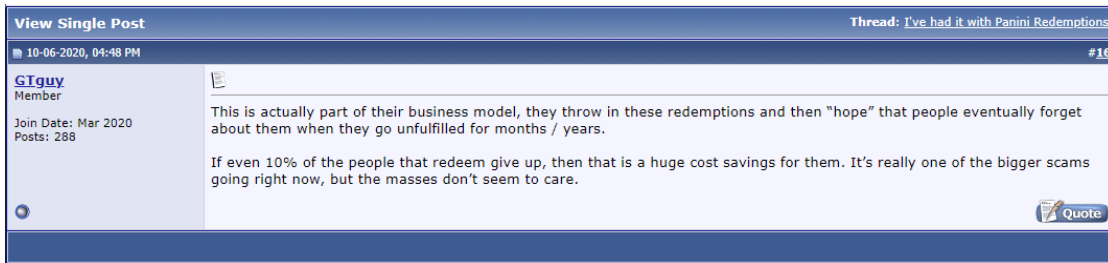 View Single Post
Thread: I've had it with Panini Redemptions
10-06-2020, 04:48 PM
#16
GTguy
Member
Join Date: Mar 2020
Posts: 288
This is actually part of their business model, they throw in these redemptions and then “hope” that people eventually forget
about them when they go unfulfilled for months / years.
If even 10% of the people that redeem give up, then that is a huge cost savings for them. It’s really one of the bigger scams
going right now, but the masses don’t seem to care.
Quote